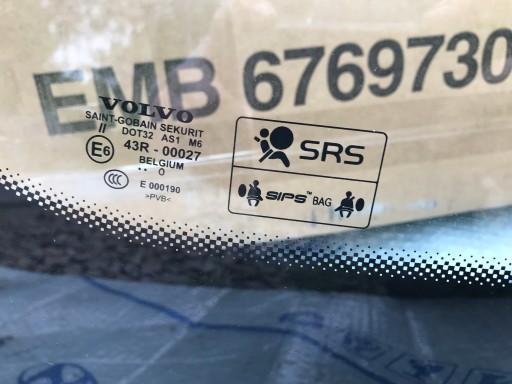 EMB 6769730
VOLVO
SAINT-GOBAIN SEKURIT
II DOT32 AS1 M6
E6 43R - 00027
BELGIUM
.. O
CCC E 000190
>PVB<
SRS
SIPS™ BAG